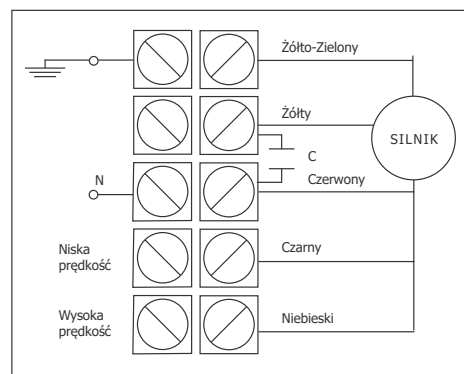 Żółto-Zielony
Żółty
SILNIK
C
N
Czerwony
Niska
prędkość
Czarny
Wysoka
prędkość
Niebieski